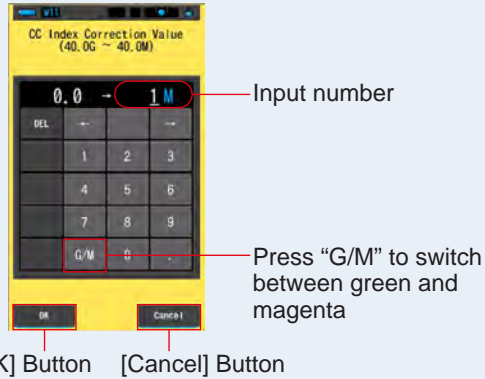 CC Index Correction Value
(40.0G ~ 40.0M)
0.0 → 1 M
Input number
DEL ← →
1 2 3
4 5 6
7 8 9
G/M 0 .
Press "G/M" to switch
between green and
magenta
OK Cancel
K] Button [Cancel] Button